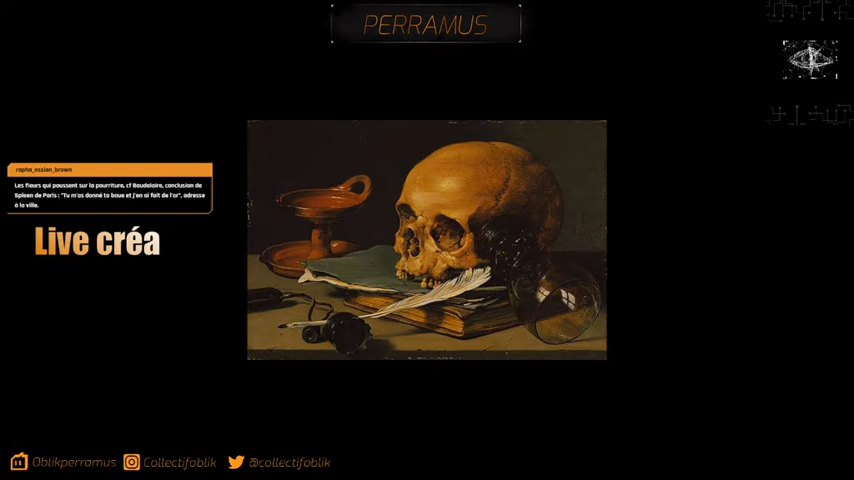 PERRAMUS
rapha_ossian_brown
Les fleurs qui poussent sur la pourriture, cf Baudelaire, conclusion de
Spleen de Paris : "Tu m'as donné ta boue et j'en ai fait de l'or", adresse
à la ville.
Live créa
Oblikperramus
Collectifoblik
@collectifoblik